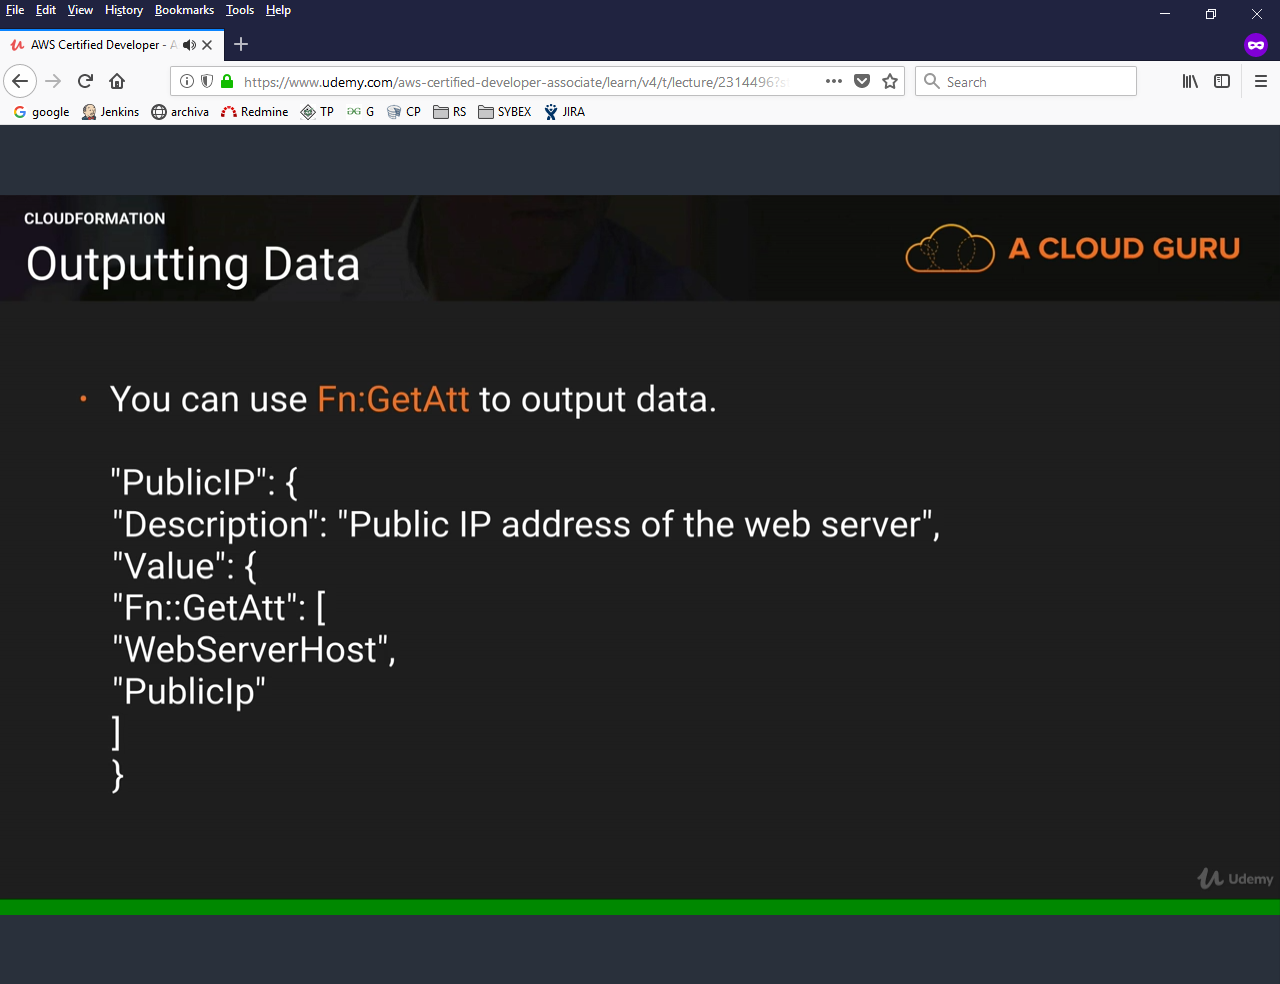 File Edit View History Bookmarks Tools Help
AWS Certified Developer - A
https://www.udemy.com/aws-certified-developer-associate/learn/v4/t/lecture/2314496?s
Search
google Jenkins archiva Redmine TP G CP RS SYBEX JIRA
CLOUDFORMATION
Outputting Data
A CLOUD GURU
• You can use Fn:GetAtt to output data.
"PublicIP": {
"Description": "Public IP address of the web server",
"Value": {
"Fn::GetAtt": [
"WebServerHost",
"PublicIp"
]
}
Udemy